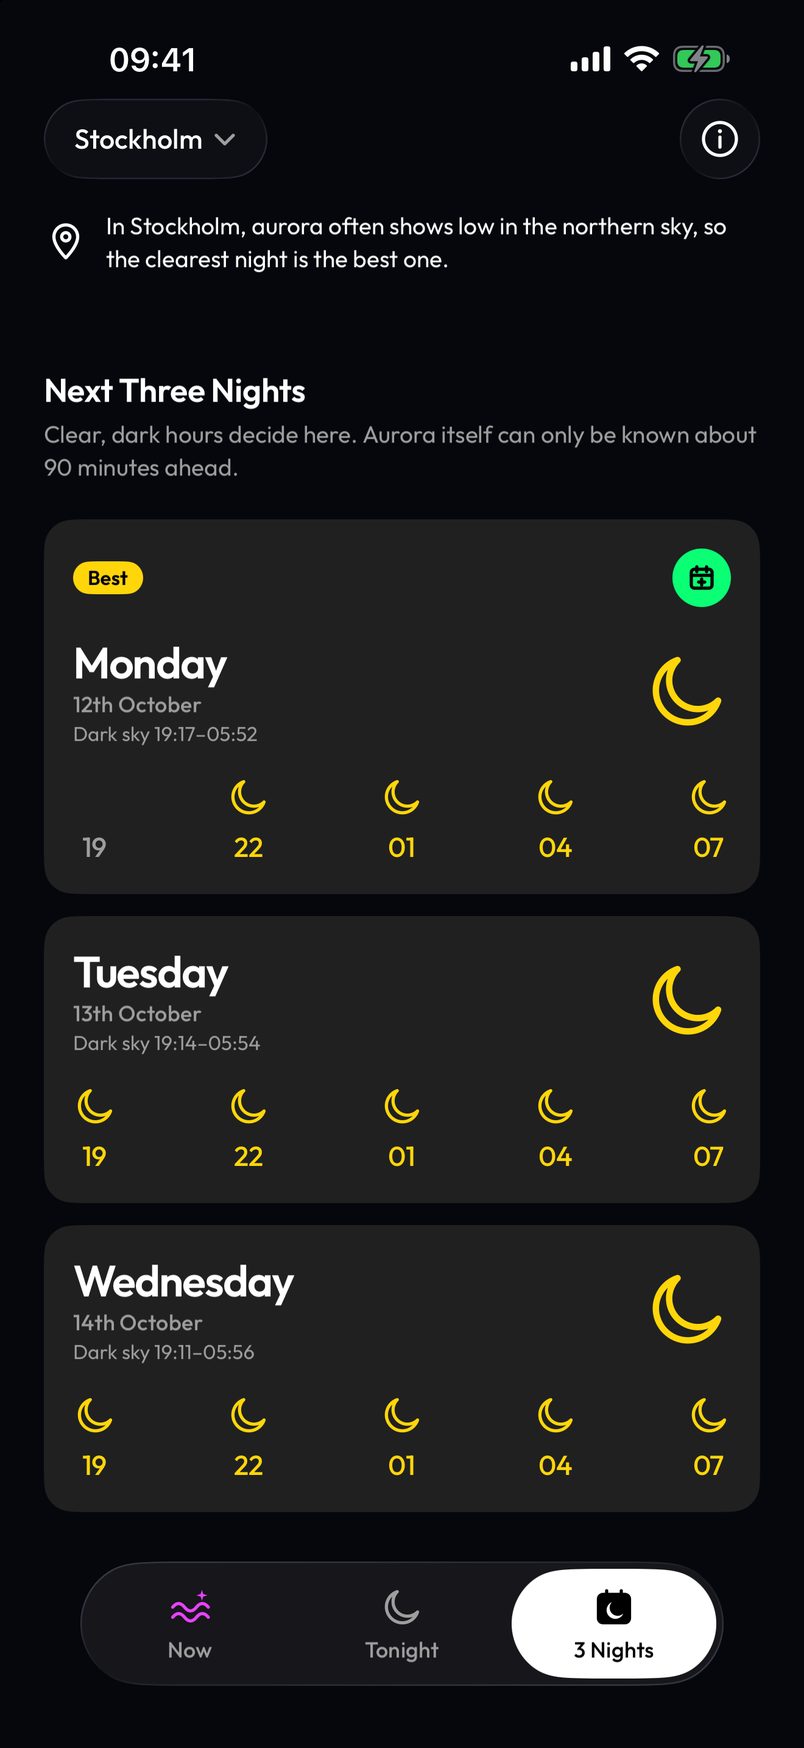 09:41
Stockholm
In Stockholm, aurora often shows low in the northern sky, so
the clearest night is the best one.
Next Three Nights
Clear, dark hours decide here. Aurora itself can only be known about
90 minutes ahead.
Best
Monday
12th October
Dark sky 19:17–05:52
19 22 01 04 07
Tuesday
13th October
Dark sky 19:14–05:54
19 22 01 04 07
Wednesday
14th October
Dark sky 19:11–05:56
19 22 01 04 07
Now Tonight 3 Nights